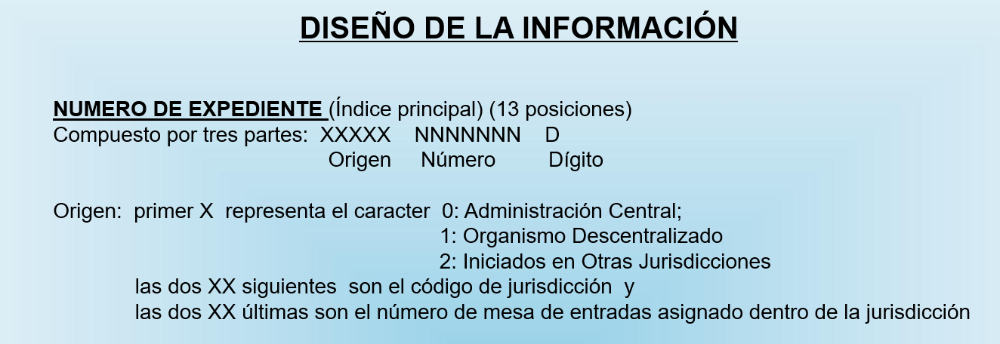 DISEÑO DE LA INFORMACIÓN
NUMERO DE EXPEDIENTE (Índice principal) (13 posiciones)
Compuesto por tres partes: XXXXX NNNNNNN D
Origen Número Dígito
Origen: primer X representa el caracter 0: Administración Central;
1: Organismo Descentralizado
2: Iniciados en Otras Jurisdicciones
las dos XX siguientes son el código de jurisdicción y
las dos XX últimas son el número de mesa de entradas asignado dentro de la jurisdicción